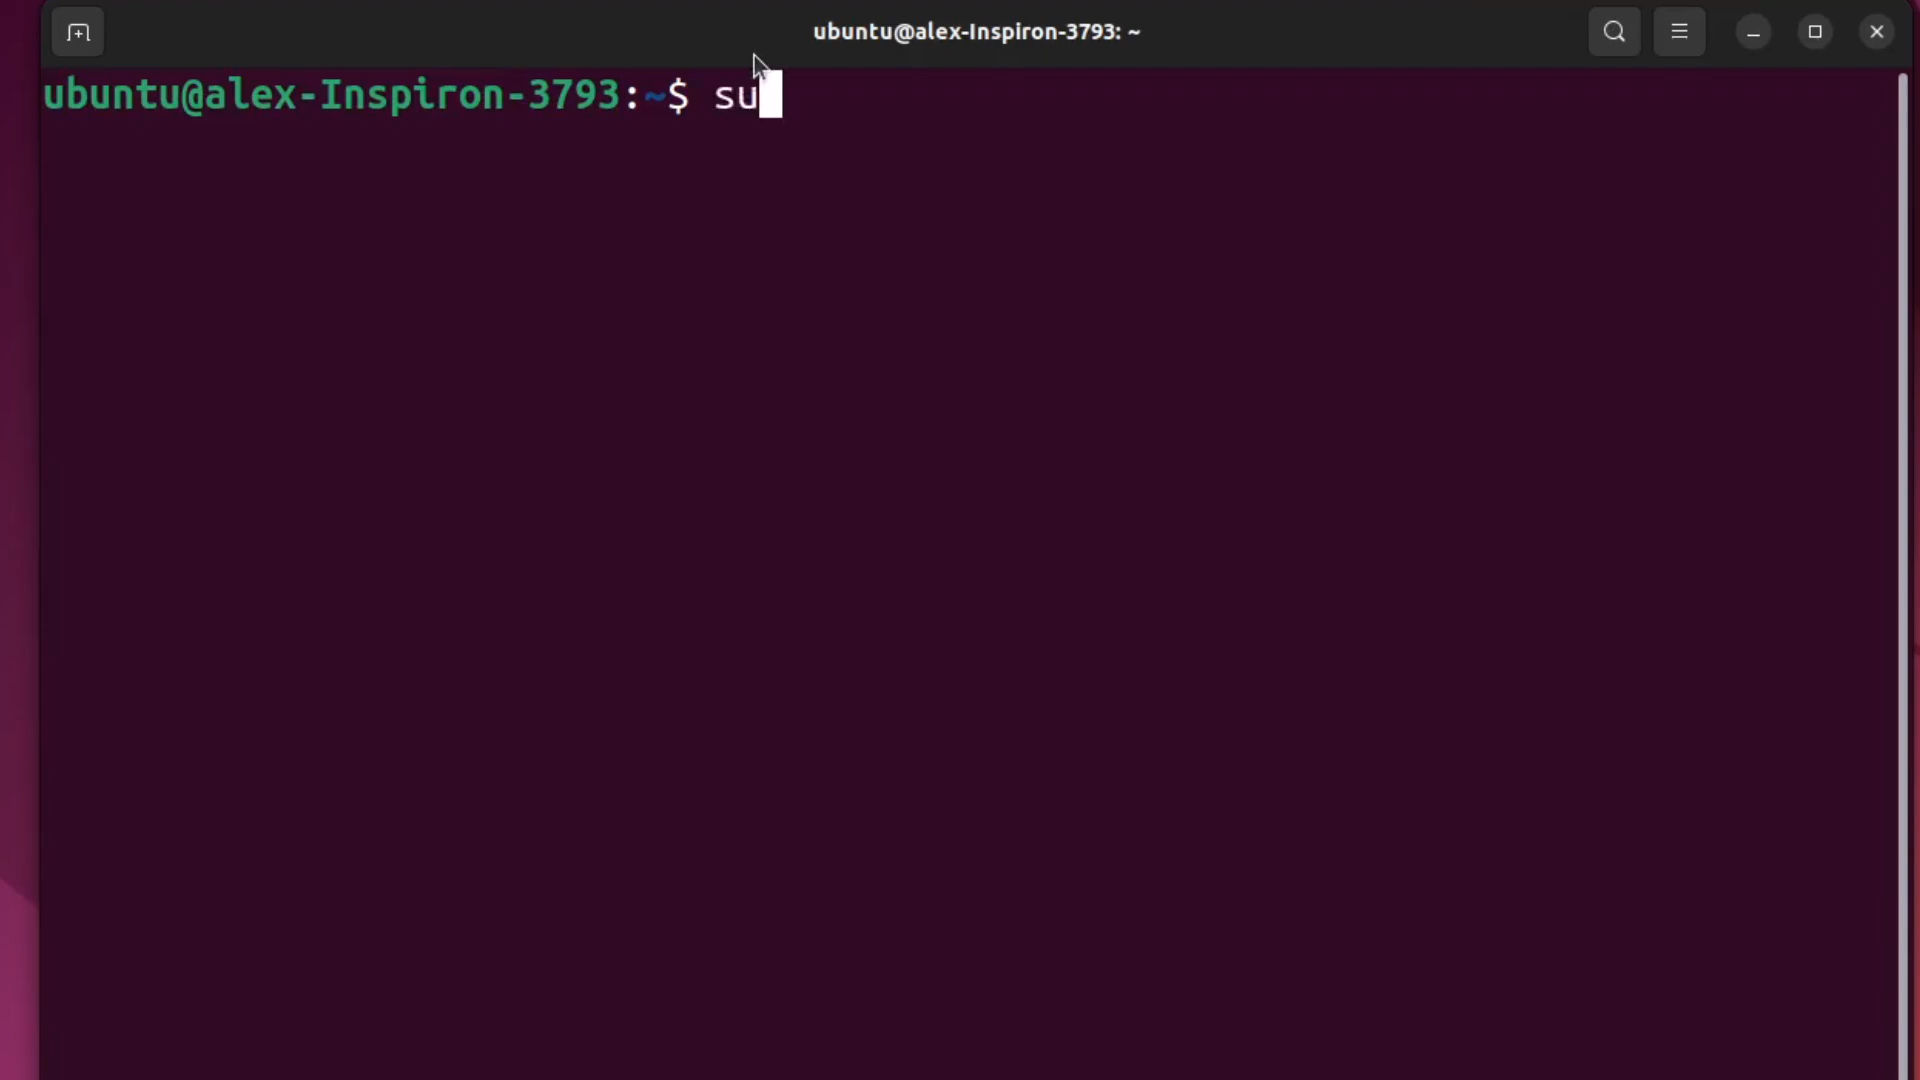 ubuntu@alex-Inspiron-3793: ~
ubuntu@alex-Inspiron-3793:~$ su